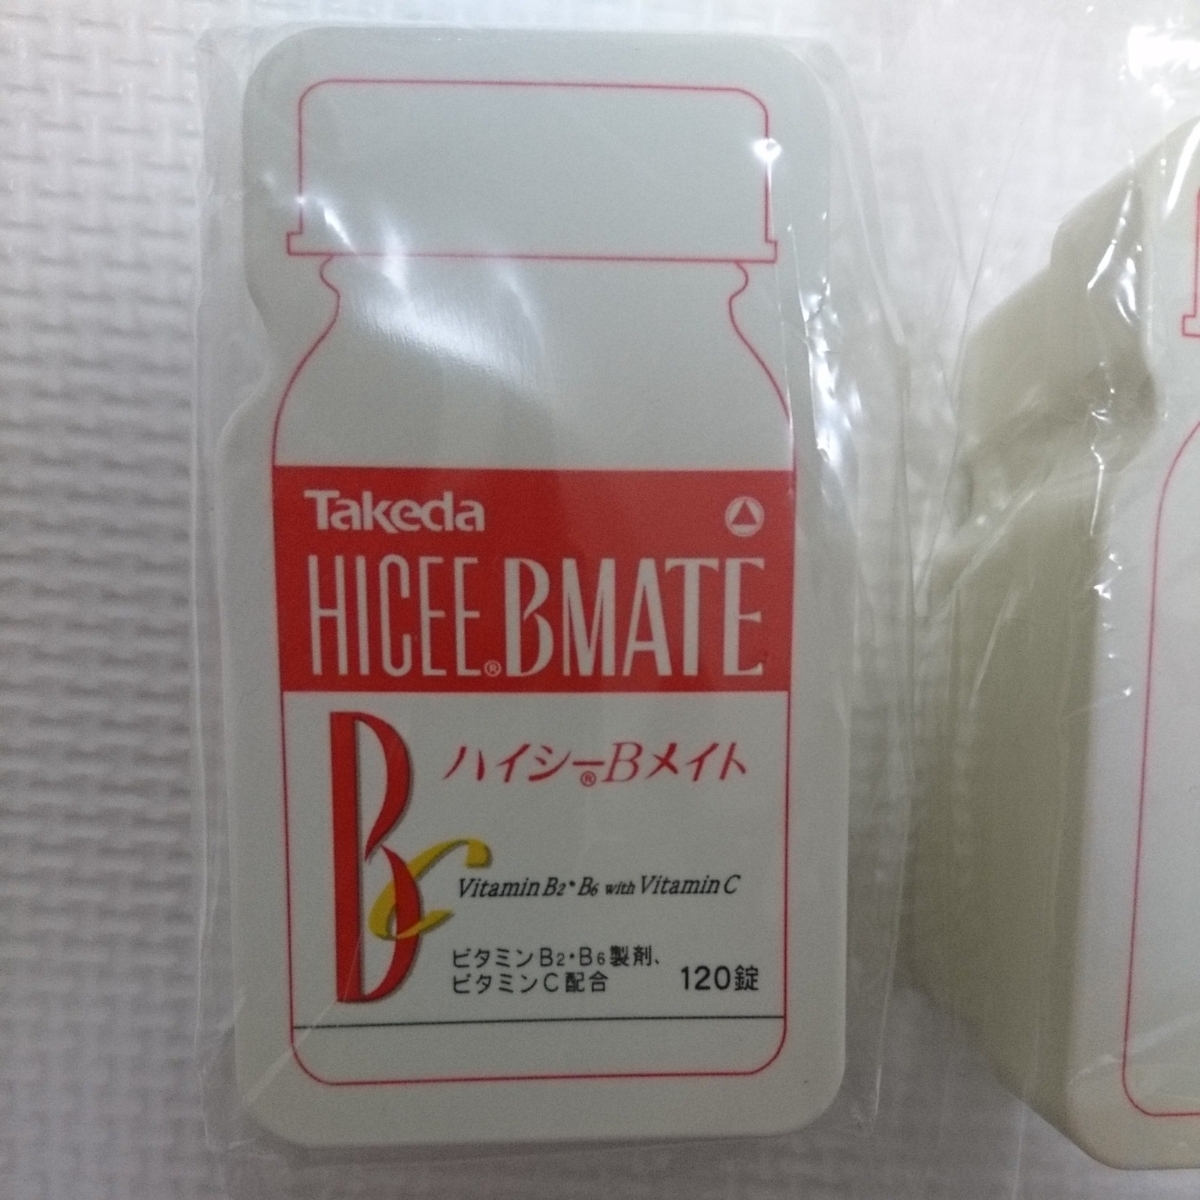 Takeda
HICEE® BMATE
ハイシー®Bメイト
BC
Vitamin B2・B6 with Vitamin C
ビタミンB2・B6製剤、
ビタミンC配合
120錠